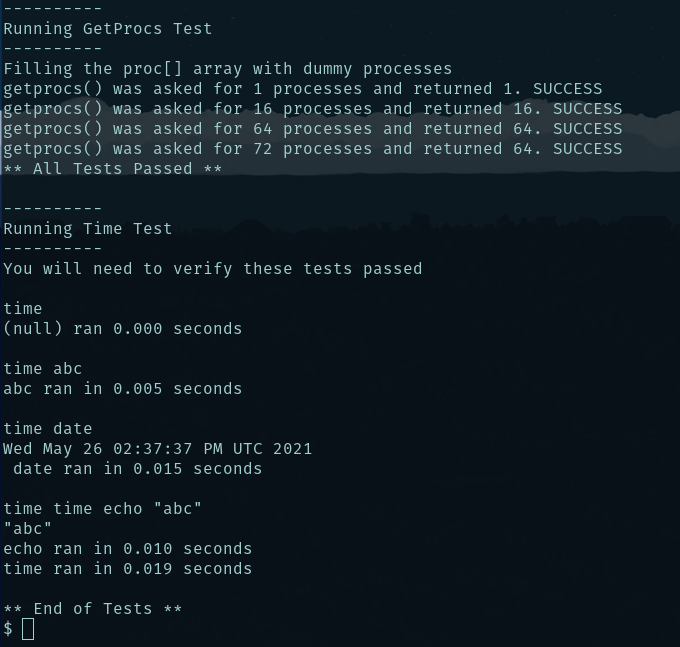 ----------
Running GetProcs Test
----------
Filling the proc[] array with dummy processes
getprocs() was asked for 1 processes and returned 1. SUCCESS
getprocs() was asked for 16 processes and returned 16. SUCCESS
getprocs() was asked for 64 processes and returned 64. SUCCESS
getprocs() was asked for 72 processes and returned 64. SUCCESS
** All Tests Passed **
----------
Running Time Test
----------
You will need to verify these tests passed
time
(null) ran 0.000 seconds
time abc
abc ran in 0.005 seconds
time date
Wed May 26 02:37:37 PM UTC 2021
 date ran in 0.015 seconds
time time echo "abc"
"abc"
echo ran in 0.010 seconds
time ran in 0.019 seconds
** End of Tests **
$